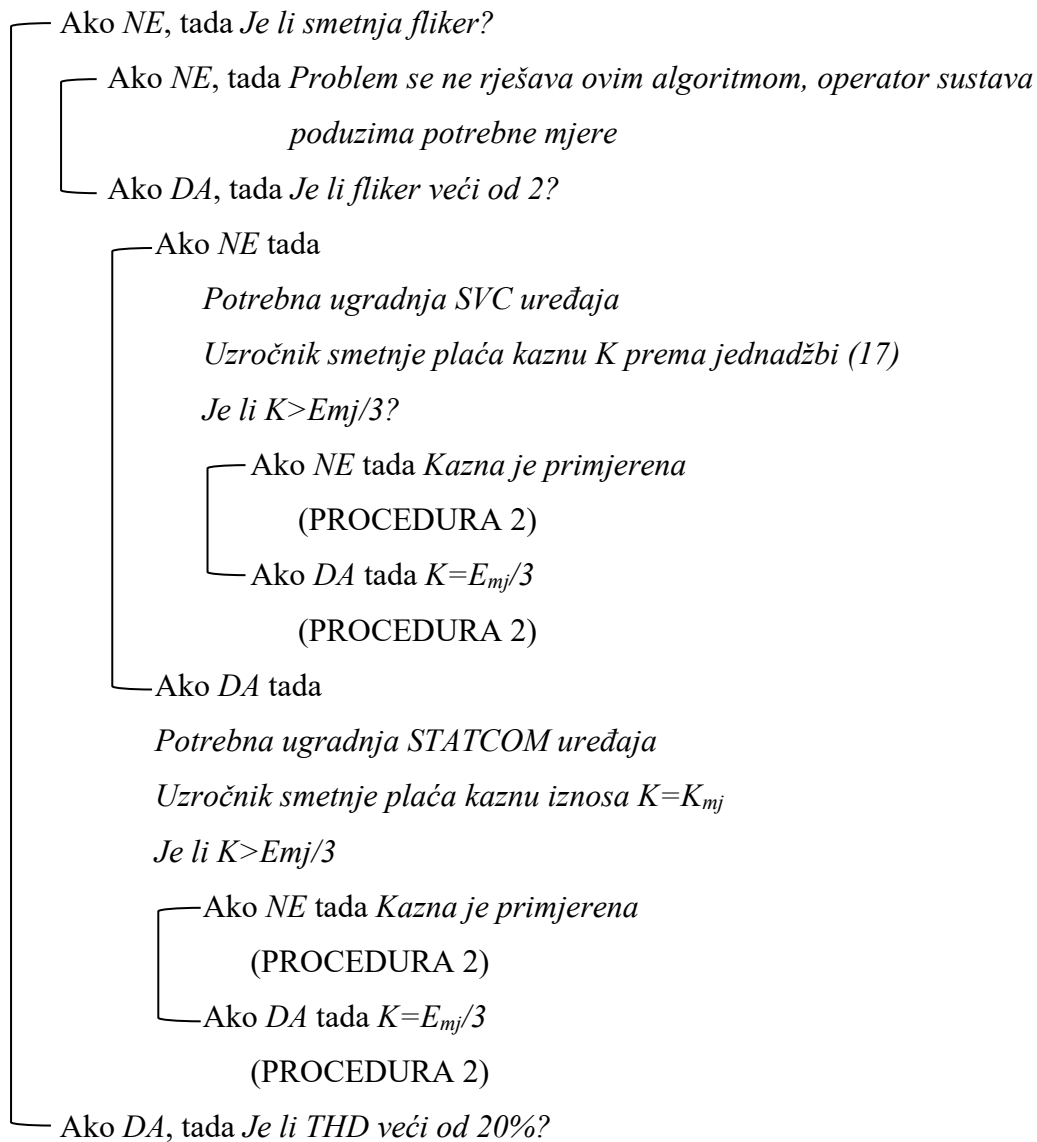 Ako NE, tada Je li smetnja fliker?
Ako NE, tada Problem se ne rješava ovim algoritmom, operator sustava
poduzima potrebne mjere
Ako DA, tada Je li fliker veći od 2?
Ako NE tada
Potrebna ugradnja SVC uređaja
Uzročnik smetnje plaća kaznu K prema jednadžbi (17)
Je li K>Emj/3?
Ako NE tada Kazna je primjerena
(PROCEDURA 2)
Ako DA tada K=Emj/3
(PROCEDURA 2)
Ako DA tada
Potrebna ugradnja STATCOM uređaja
Uzročnik smetnje plaća kaznu iznosa K=Kmj
Je li K>Emj/3
Ako NE tada Kazna je primjerena
(PROCEDURA 2)
Ako DA tada K=Emj/3
(PROCEDURA 2)
Ako DA, tada Je li THD veći od 20%?